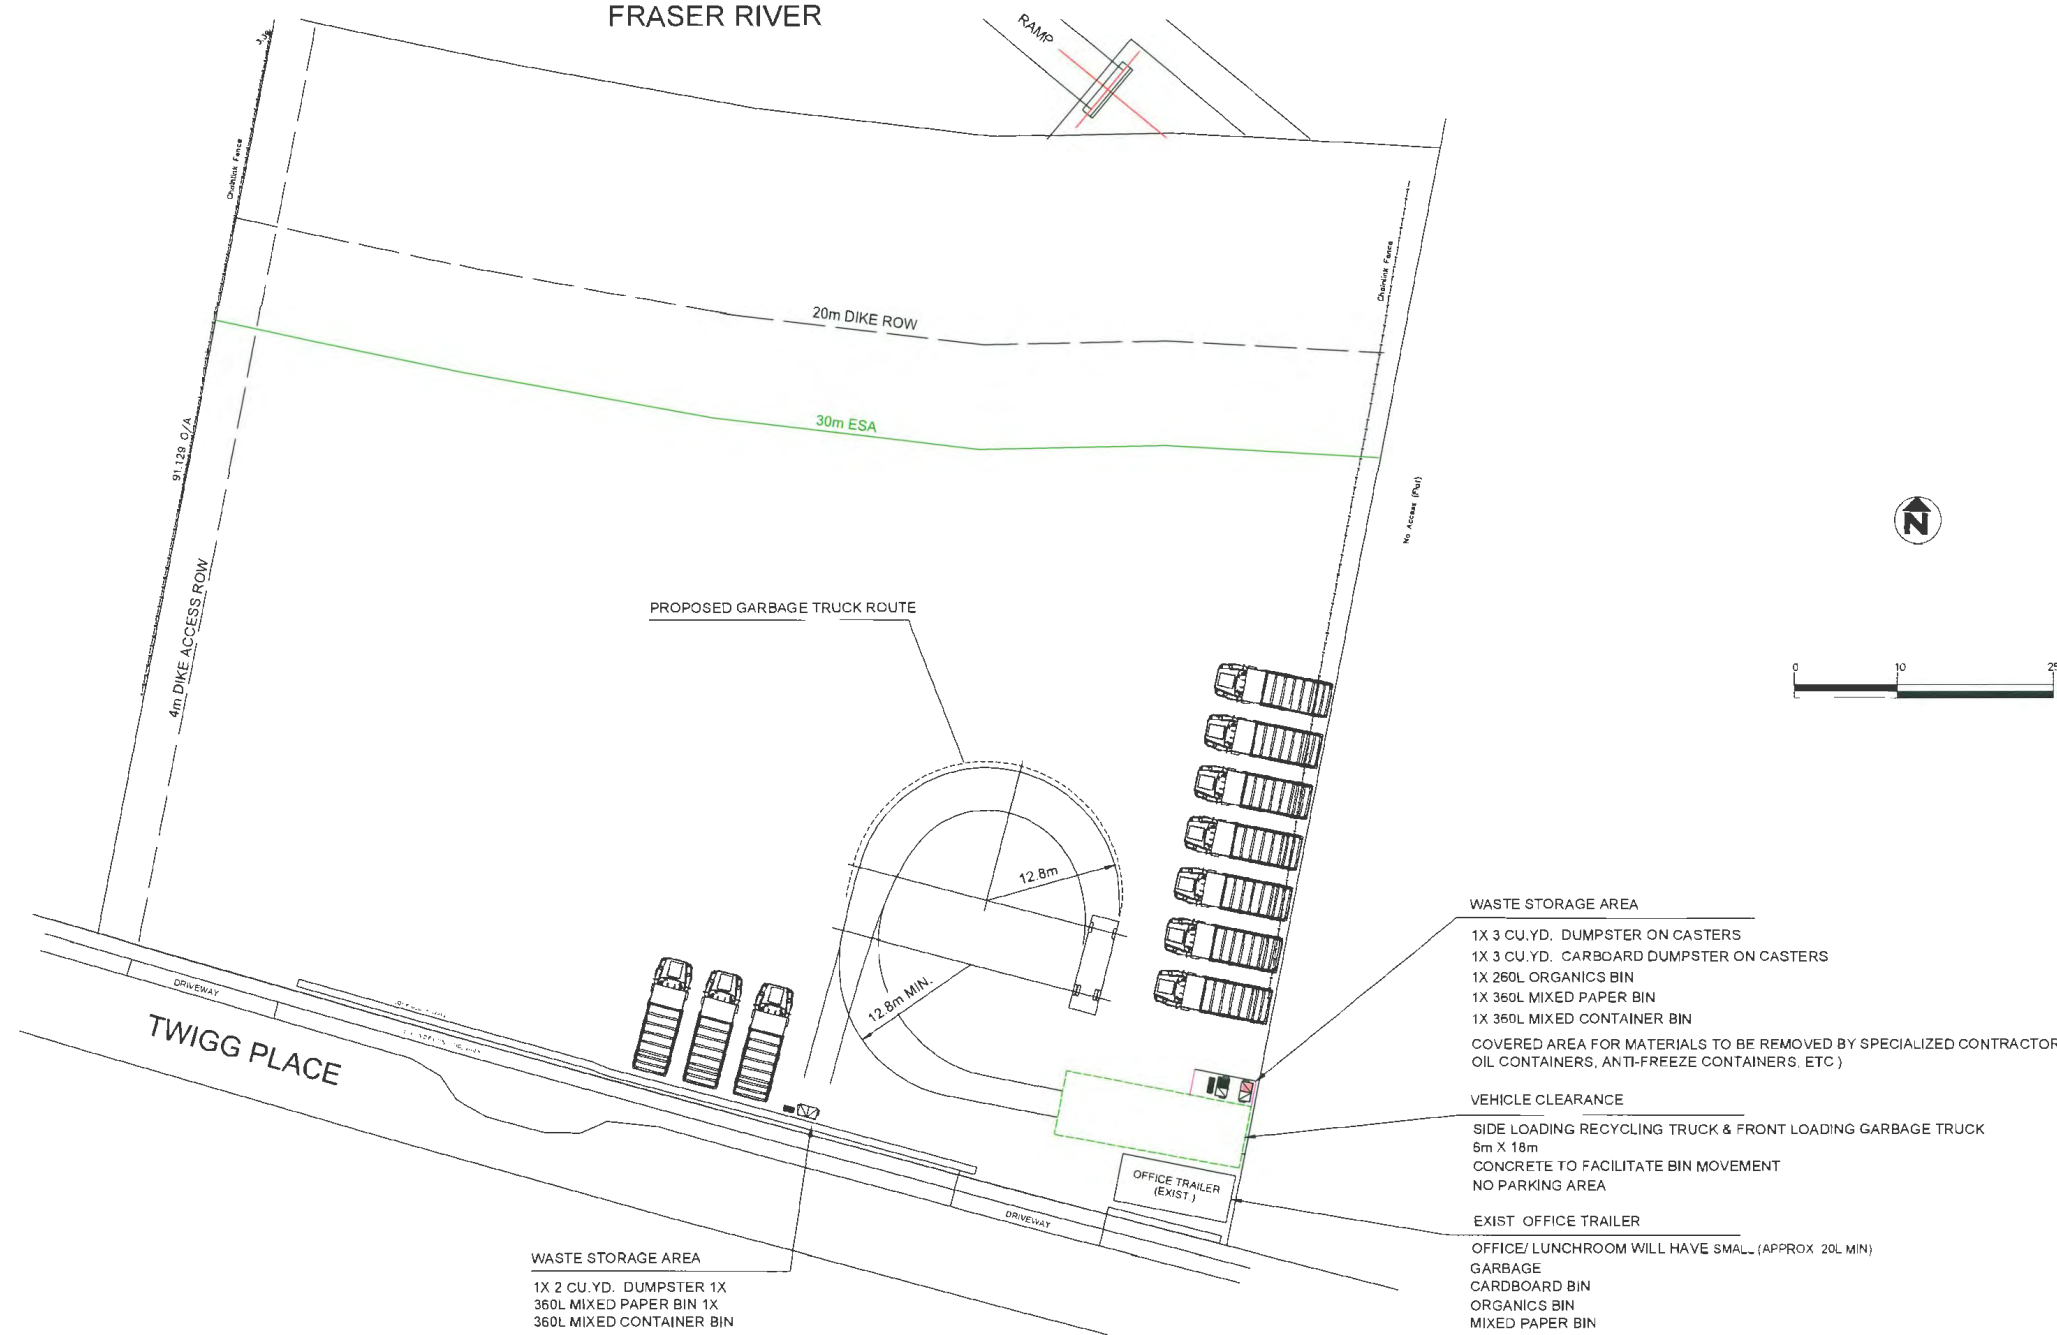 FRASER RIVER
RAMP
Chainlink Fence
Chainlink Fence
20m DIKE ROW
30m ESA
91.129 O/A
No Access (Plat)
N
4m DIKE ACCESS ROW
PROPOSED GARBAGE TRUCK ROUTE
0 10 25
12.8m
12.8m MIN.
WASTE STORAGE AREA
1X 3 CU.YD. DUMPSTER ON CASTERS
1X 3 CU.YD. CARBOARD DUMPSTER ON CASTERS
1X 260L ORGANICS BIN
1X 360L MIXED PAPER BIN
1X 360L MIXED CONTAINER BIN
COVERED AREA FOR MATERIALS TO BE REMOVED BY SPECIALIZED CONTRACTOR
OIL CONTAINERS, ANTI-FREEZE CONTAINERS, ETC )
VEHICLE CLEARANCE
SIDE LOADING RECYCLING TRUCK & FRONT LOADING GARBAGE TRUCK
6m X 18m
CONCRETE TO FACILITATE BIN MOVEMENT
NO PARKING AREA
EXIST OFFICE TRAILER
OFFICE/ LUNCHROOM WILL HAVE SMALL (APPROX 20L MIN)
GARBAGE
CARDBOARD BIN
ORGANICS BIN
MIXED PAPER BIN
DRIVEWAY
TWIGG PLACE
OFFICE TRAILER
(EXIST.)
DRIVEWAY
WASTE STORAGE AREA
1X 2 CU.YD. DUMPSTER 1X
360L MIXED PAPER BIN 1X
360L MIXED CONTAINER BIN